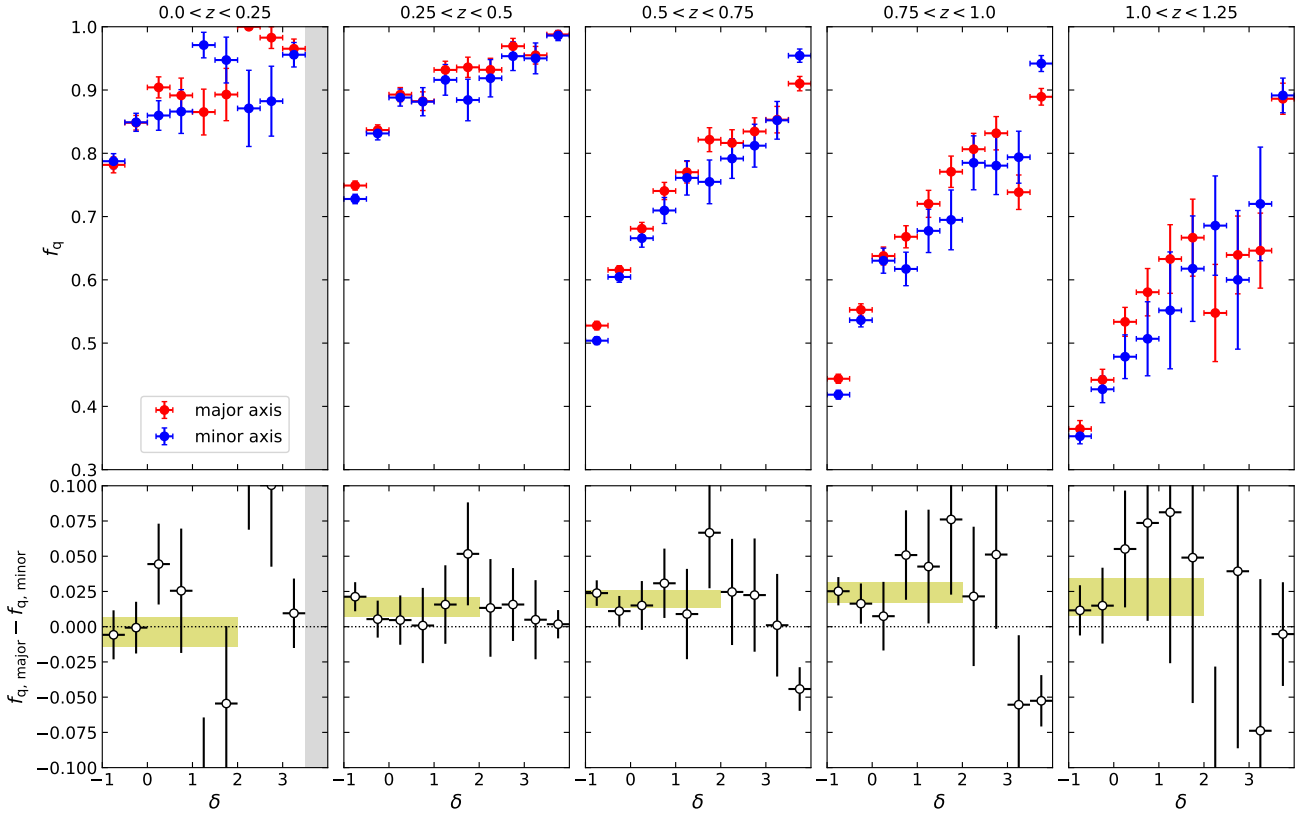 0.0 < z < 0.25
0.25 < z < 0.5
0.5 < z < 0.75
0.75 < z < 1.0
1.0 < z < 1.25
1.0
0.9
0.8
0.7
0.6
0.5
0.4
0.3
f_q
major axis
minor axis
0.100
0.075
0.050
0.025
0.000
−0.025
−0.050
−0.075
−0.100
f_q, major − f_q, minor
−1 0 1 2 3
−1 0 1 2 3
−1 0 1 2 3
−1 0 1 2 3
−1 0 1 2 3
δ
δ
δ
δ
δ